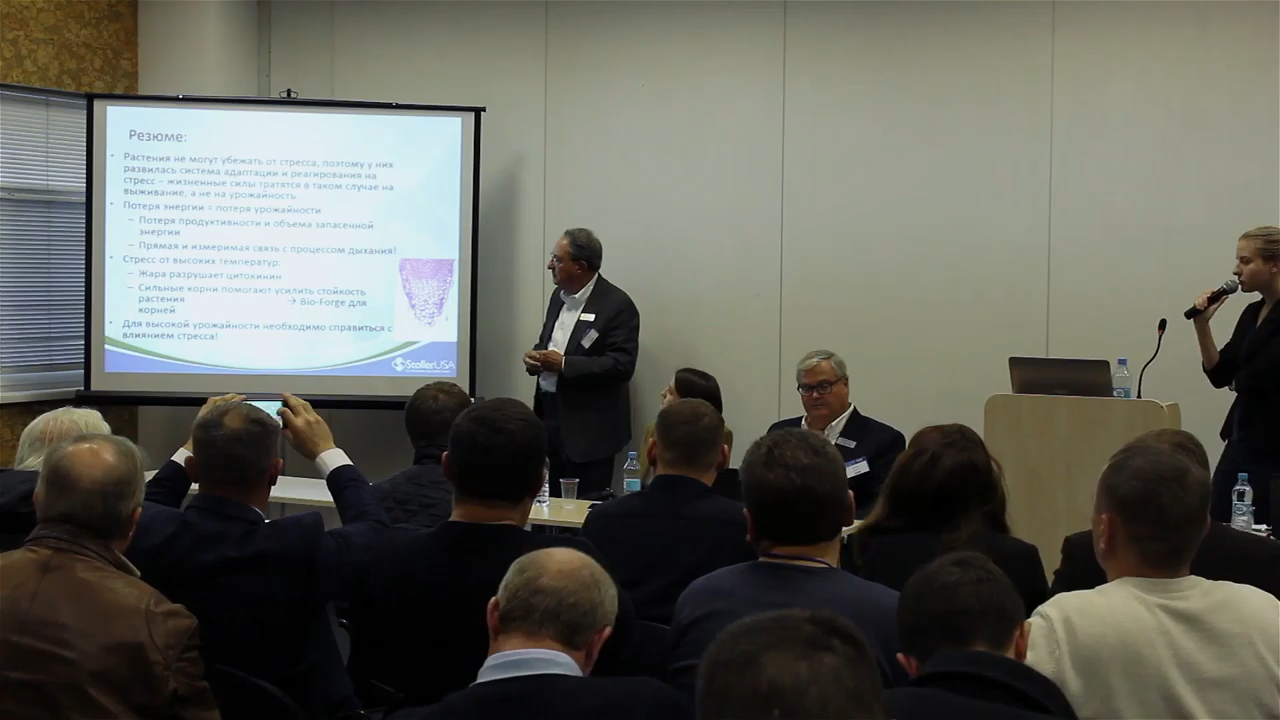 Резюме:
• Растения не могут убежать от стресса, поэтому у них
развилась система адаптации и реагирования на
стресс – жизненные силы тратятся в таком случае на
выживание, а не на урожайность
• Потеря энергии = потеря урожайности
– Потеря продуктивности и объема запасенной
энергии
– Прямая и измеримая связь с процессом дыхания!
• Стресс от высоких температур:
– Жара разрушает цитокинин
– Сильные корни помогают усилить стойкость
растения → Bio-Forge для
корней
• Для высокой урожайности необходимо справиться с
влиянием стресса!
StollerUSA